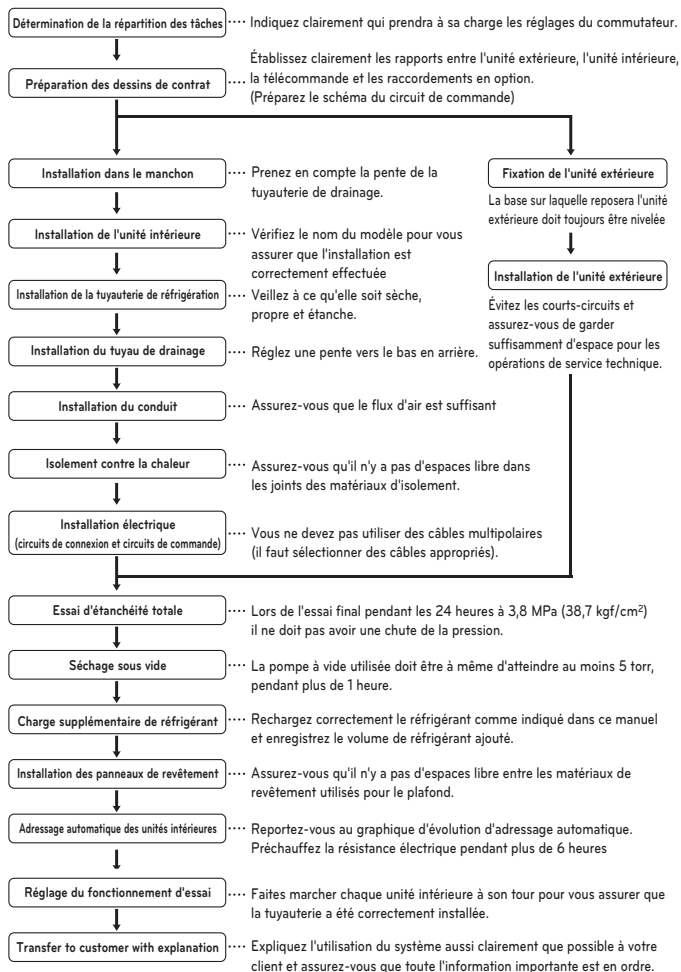 Détermination de la répartition des tâches
···· Indiquez clairement qui prendra à sa charge les réglages du commutateur.
Préparation des dessins de contrat
Établissez clairement les rapports entre l'unité extérieure, l'unité intérieure,
···· la télécommande et les raccordements en option.
(Préparez le schéma du circuit de commande)
Installation dans le manchon
···· Prenez en compte la pente de la
tuyauterie de drainage.
Installation de l'unité intérieure
···· Vérifiez le nom du modèle pour vous
assurer que l'installation est
correctement effectuée
Installation de la tuyauterie de réfrigération
···· Veillez à ce qu'elle soit sèche,
propre et étanche.
Installation du tuyau de drainage
···· Réglez une pente vers le bas en arrière.
Installation du conduit
···· Assurez-vous que le flux d'air est suffisant
Isolement contre la chaleur
···· Assurez-vous qu'il n'y a pas d'espaces libre dans
les joints des matériaux d'isolement.
Installation électrique
(circuits de connexion et circuits de commande)
···· Vous ne devez pas utiliser des câbles multipolaires
(il faut sélectionner des câbles appropriés).
Fixation de l'unité extérieure
La base sur laquelle reposera l'unité
extérieure doit toujours être nivelée
Installation de l'unité extérieure
Évitez les courts-circuits et
assurez-vous de garder
suffisamment d'espace pour les
opérations de service technique.
Essai d'étanchéité totale
···· Lors de l'essai final pendant les 24 heures à 3,8 MPa (38,7 kgf/cm²)
il ne doit pas avoir une chute de la pression.
Séchage sous vide
···· La pompe à vide utilisée doit être à même d'atteindre au moins 5 torr,
pendant plus de 1 heure.
Charge supplémentaire de réfrigérant
···· Rechargez correctement le réfrigérant comme indiqué dans ce manuel
et enregistrez le volume de réfrigérant ajouté.
Installation des panneaux de revêtement
···· Assurez-vous qu'il n'y a pas d'espaces libre entre les matériaux de
revêtement utilisés pour le plafond.
Adressage automatique des unités intérieures
···· Reportez-vous au graphique d'évolution d'adressage automatique.
Préchauffez la résistance électrique pendant plus de 6 heures
Réglage du fonctionnement d'essai
···· Faites marcher chaque unité intérieure à son tour pour vous assurer que
la tuyauterie a été correctement installée.
Transfer to customer with explanation
···· Expliquez l'utilisation du système aussi clairement que possible à votre
client et assurez-vous que toute l'information importante est en ordre.